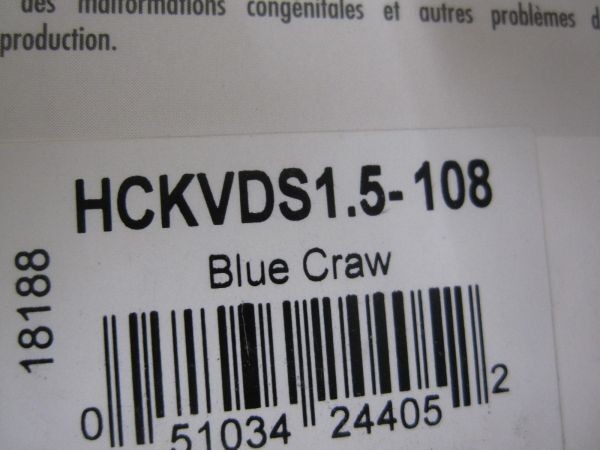 des malformations congénitales et autres problèmes d
production.
HCKVDS1.5-108
Blue Craw
18188
0 51034 24405 2